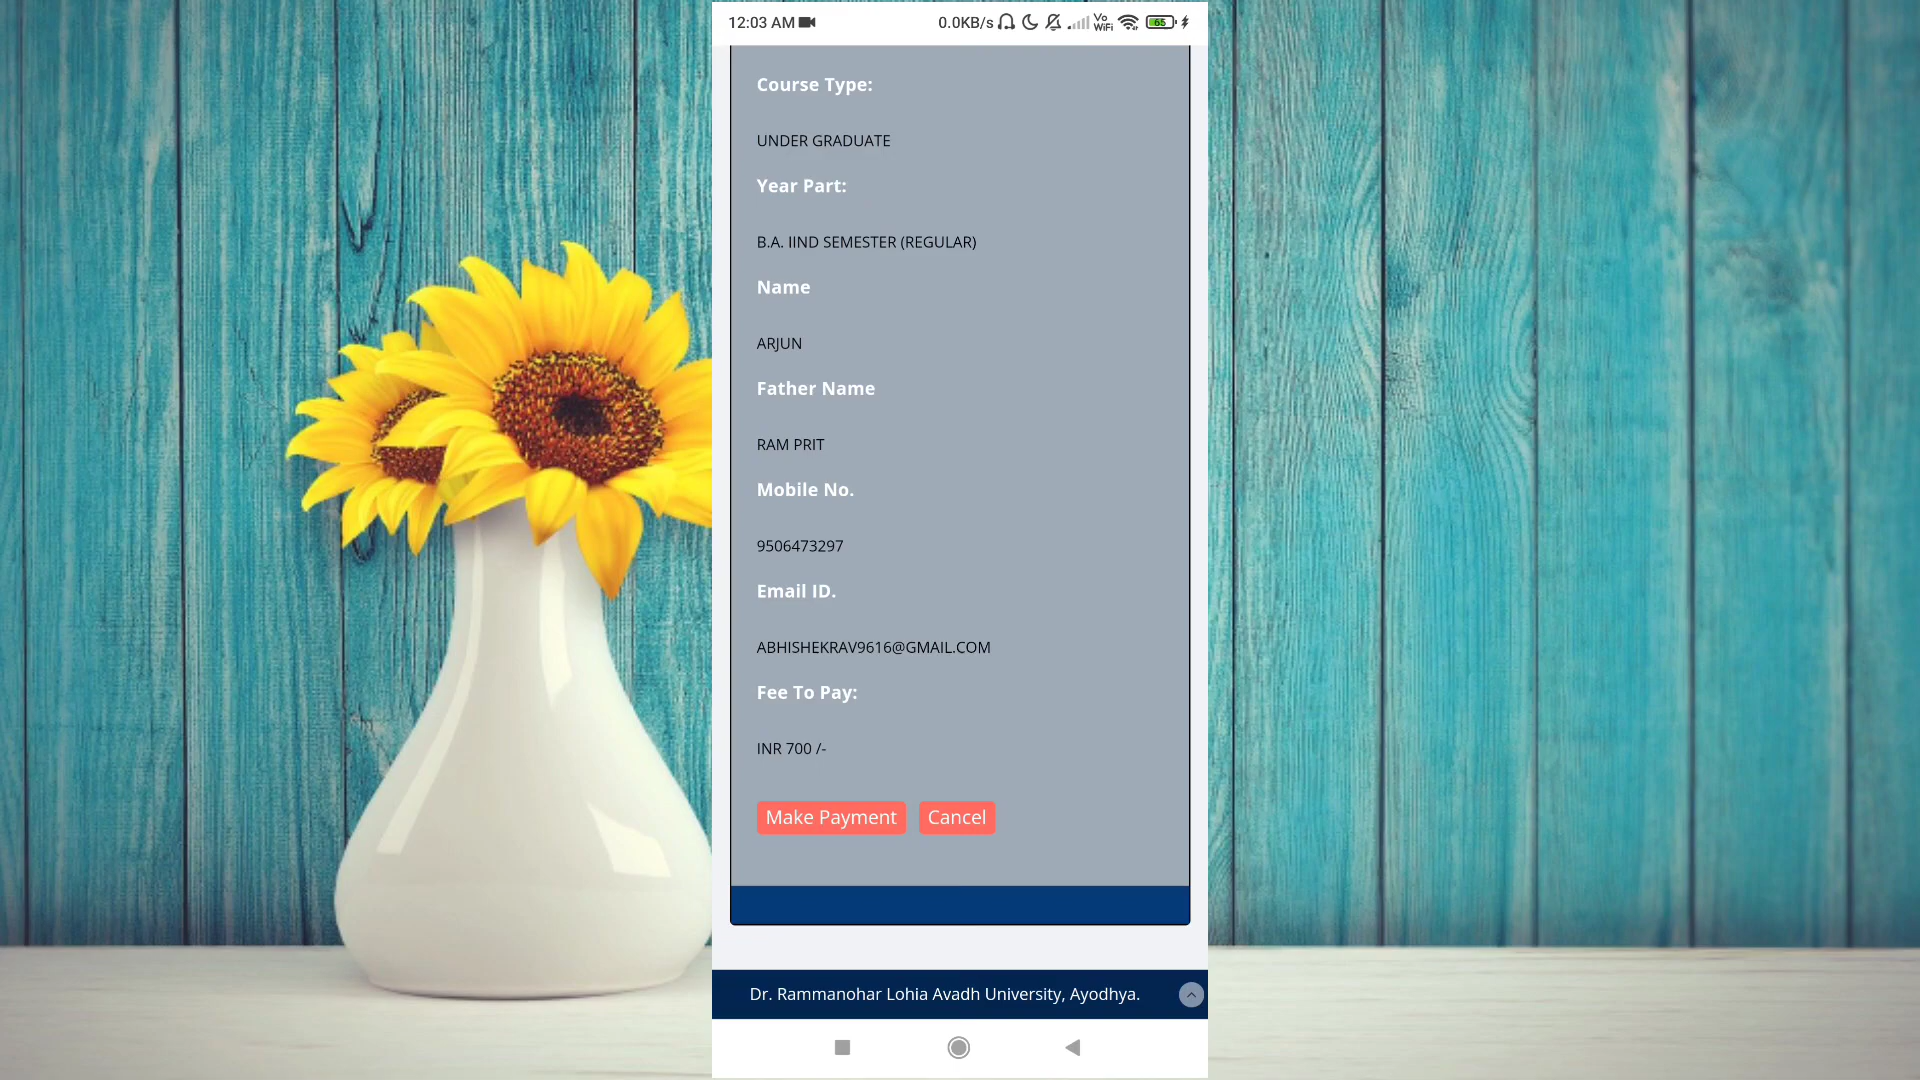 12:03 AM 0.0KB/s Vo WiFi 65
Course Type:
UNDER GRADUATE
Year Part:
B.A. IIND SEMESTER (REGULAR)
Name
ARJUN
Father Name
RAM PRIT
Mobile No.
9506473297
Email ID.
ABHISHEKRAV9616@GMAIL.COM
Fee To Pay:
INR 700 /-
Make Payment Cancel
Dr. Rammanohar Lohia Avadh University, Ayodhya.